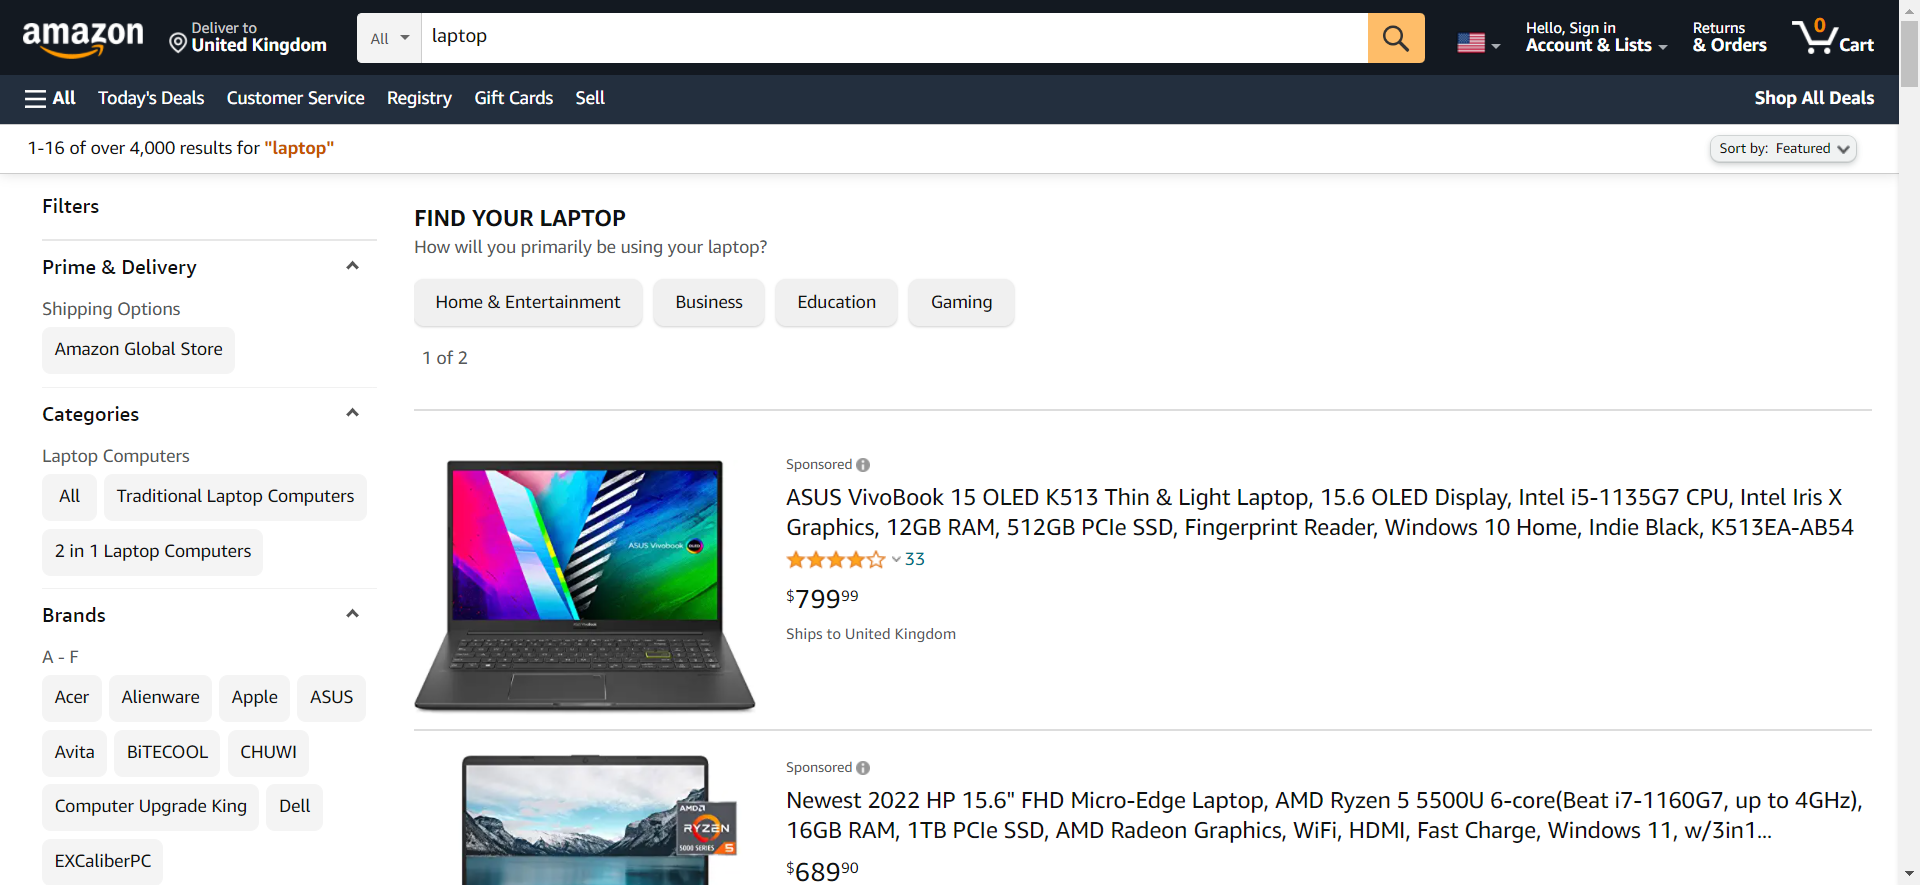 amazon
Deliver to
United Kingdom
All
laptop
Hello, Sign in
Account & Lists
Returns
& Orders
0
Cart
All
Today's Deals
Customer Service
Registry
Gift Cards
Sell
Shop All Deals
1-16 of over 4,000 results for "laptop"
Sort by: Featured
Filters
Prime & Delivery
Shipping Options
Amazon Global Store
Categories
Laptop Computers
All
Traditional Laptop Computers
2 in 1 Laptop Computers
Brands
A - F
Acer
Alienware
Apple
ASUS
Avita
BiTECOOL
CHUWI
Computer Upgrade King
Dell
EXCaliberPC
FIND YOUR LAPTOP
How will you primarily be using your laptop?
Home & Entertainment
Business
Education
Gaming
1 of 2
ASUS Vivobook
OLED
Sponsored
ASUS VivoBook 15 OLED K513 Thin & Light Laptop, 15.6 OLED Display, Intel i5-1135G7 CPU, Intel Iris X
Graphics, 12GB RAM, 512GB PCIe SSD, Fingerprint Reader, Windows 10 Home, Indie Black, K513EA-AB54
33
$799.99
Ships to United Kingdom
AMD
RYZEN
5000 SERIES 5
Sponsored
Newest 2022 HP 15.6" FHD Micro-Edge Laptop, AMD Ryzen 5 5500U 6-core(Beat i7-1160G7, up to 4GHz),
16GB RAM, 1TB PCIe SSD, AMD Radeon Graphics, WiFi, HDMI, Fast Charge, Windows 11, w/3in1...
$689.90